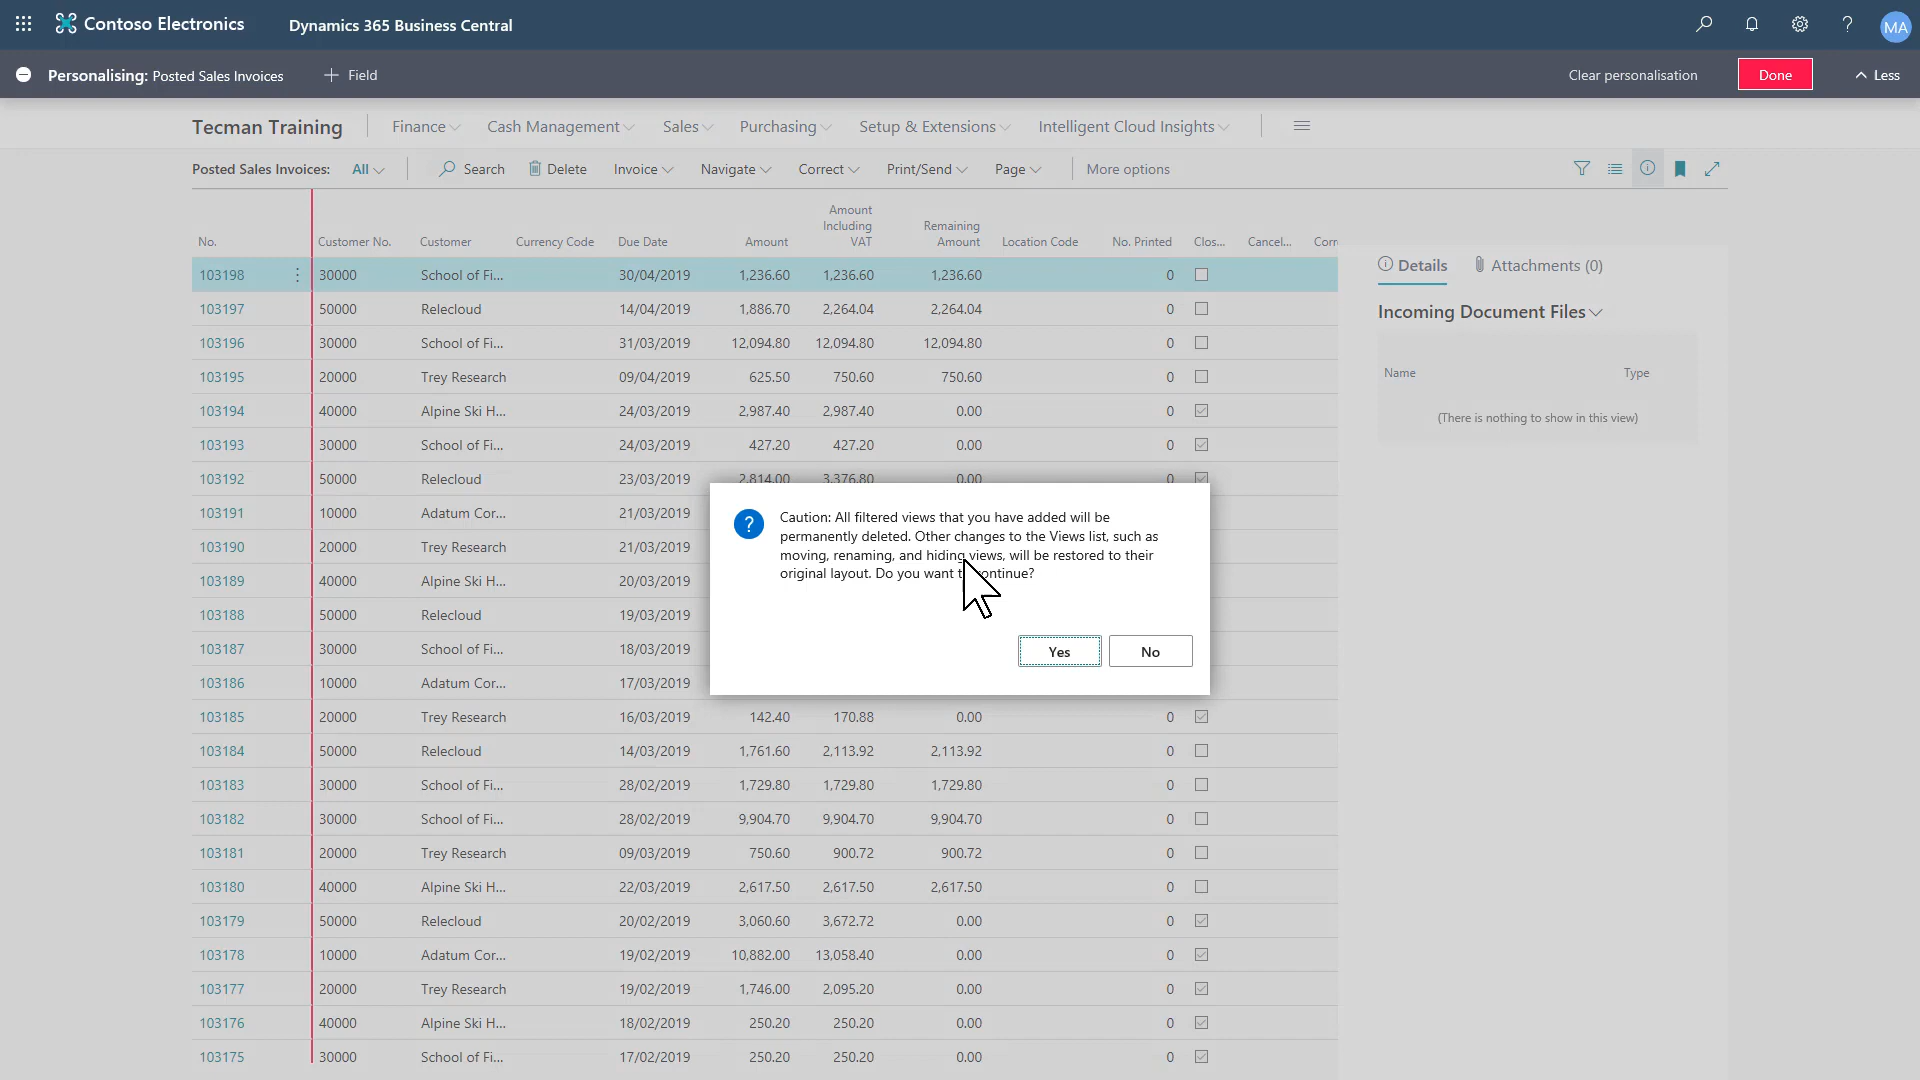 Contoso Electronics Dynamics 365 Business Central ? MA
Personalising: Posted Sales Invoices + Field Clear personalisation Done Less
Tecman Training Finance Cash Management Sales Purchasing Setup & Extensions Intelligent Cloud Insights
Posted Sales Invoices: All Search Delete Invoice Navigate Correct Print/Send Page More options
No. Customer No. Customer Currency Code Due Date Amount Amount Including VAT Remaining Amount Location Code No. Printed Clos... Cancel... Corr
103198 30000 School of Fi... 30/04/2019 1,236.60 1,236.60 1,236.60 0
103197 50000 Relecloud 14/04/2019 1,886.70 2,264.04 2,264.04 0
103196 30000 School of Fi... 31/03/2019 12,094.80 12,094.80 12,094.80 0
103195 20000 Trey Research 09/04/2019 625.50 750.60 750.60 0
103194 40000 Alpine Ski H... 24/03/2019 2,987.40 2,987.40 0.00 0
103193 30000 School of Fi... 24/03/2019 427.20 427.20 0.00 0
103192 50000 Relecloud 23/03/2019 2,814.00 3,376.80 0.00 0
103191 10000 Adatum Cor... 21/03/2019
103190 20000 Trey Research 21/03/2019
103189 40000 Alpine Ski H... 20/03/2019
103188 50000 Relecloud 19/03/2019
103187 30000 School of Fi... 18/03/2019
103186 10000 Adatum Cor... 17/03/2019
103185 20000 Trey Research 16/03/2019 142.40 170.88 0.00 0
103184 50000 Relecloud 14/03/2019 1,761.60 2,113.92 2,113.92 0
103183 30000 School of Fi... 28/02/2019 1,729.80 1,729.80 1,729.80 0
103182 30000 School of Fi... 28/02/2019 9,904.70 9,904.70 9,904.70 0
103181 20000 Trey Research 09/03/2019 750.60 900.72 900.72 0
103180 40000 Alpine Ski H... 22/03/2019 2,617.50 2,617.50 2,617.50 0
103179 50000 Relecloud 20/02/2019 3,060.60 3,672.72 0.00 0
103178 10000 Adatum Cor... 19/02/2019 10,882.00 13,058.40 0.00 0
103177 20000 Trey Research 19/02/2019 1,746.00 2,095.20 0.00 0
103176 40000 Alpine Ski H... 18/02/2019 250.20 250.20 0.00 0
103175 30000 School of Fi... 17/02/2019 250.20 250.20 0.00 0
Details Attachments (0)
Incoming Document Files
Name Type
(There is nothing to show in this view)
? Caution: All filtered views that you have added will be
permanently deleted. Other changes to the Views list, such as
moving, renaming, and hiding views, will be restored to their
original layout. Do you want continue?
Yes No